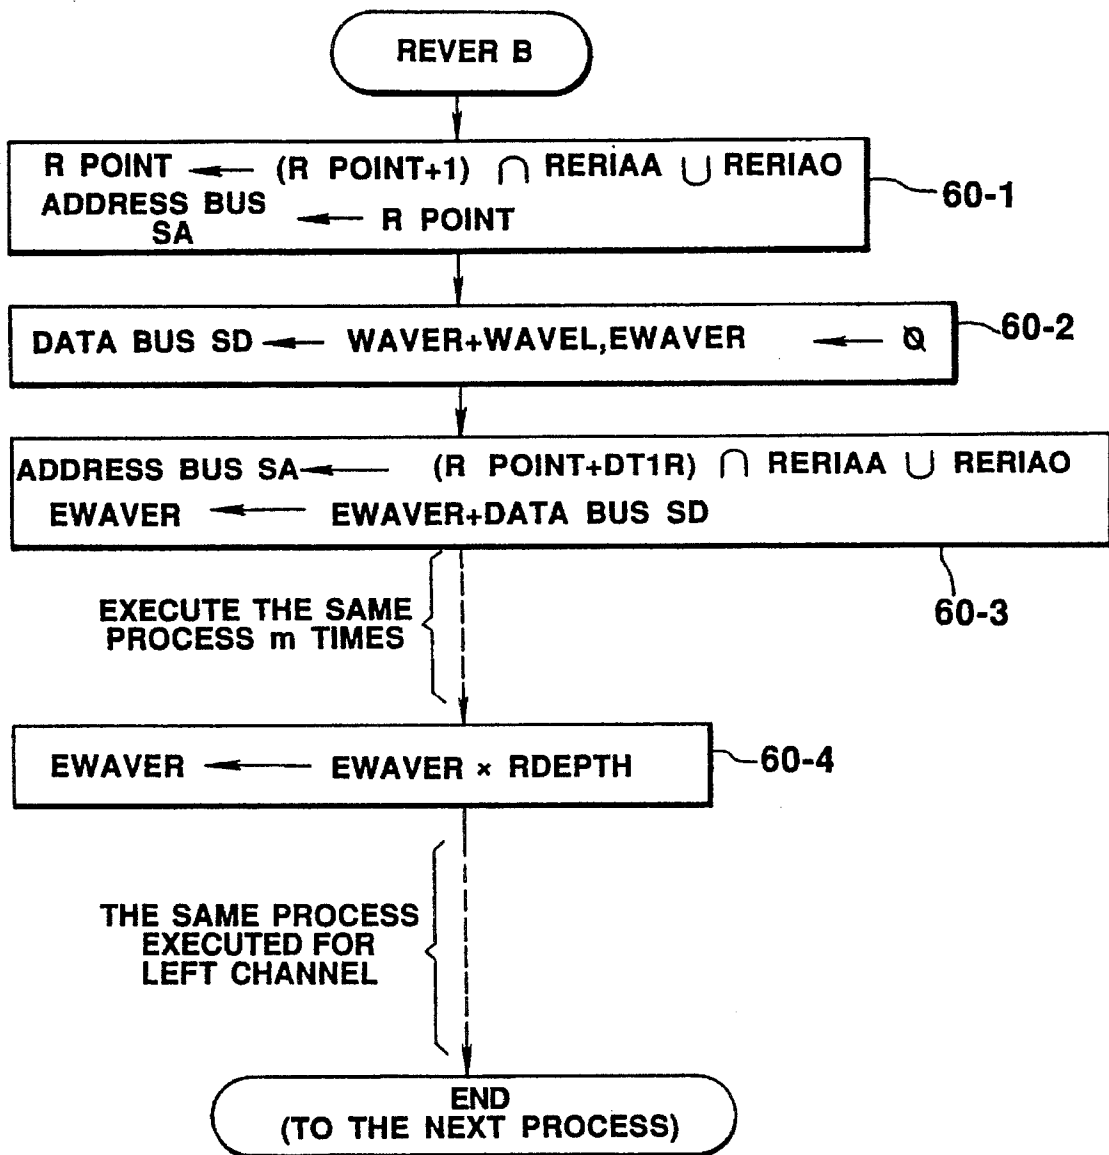 REVER B
R POINT ← (R POINT+1) ∩ RERIAA ∪ RERIAO
ADDRESS BUS SA ← R POINT
60-1
DATA BUS SD ← WAVER+WAVEL,EWAVER ← Ø
60-2
ADDRESS BUS SA ← (R POINT+DT1R) ∩ RERIAA ∪ RERIAO
EWAVER ← EWAVER+DATA BUS SD
60-3
EXECUTE THE SAME
PROCESS m TIMES
EWAVER ← EWAVER × RDEPTH
60-4
THE SAME PROCESS
EXECUTED FOR
LEFT CHANNEL
END
(TO THE NEXT PROCESS)